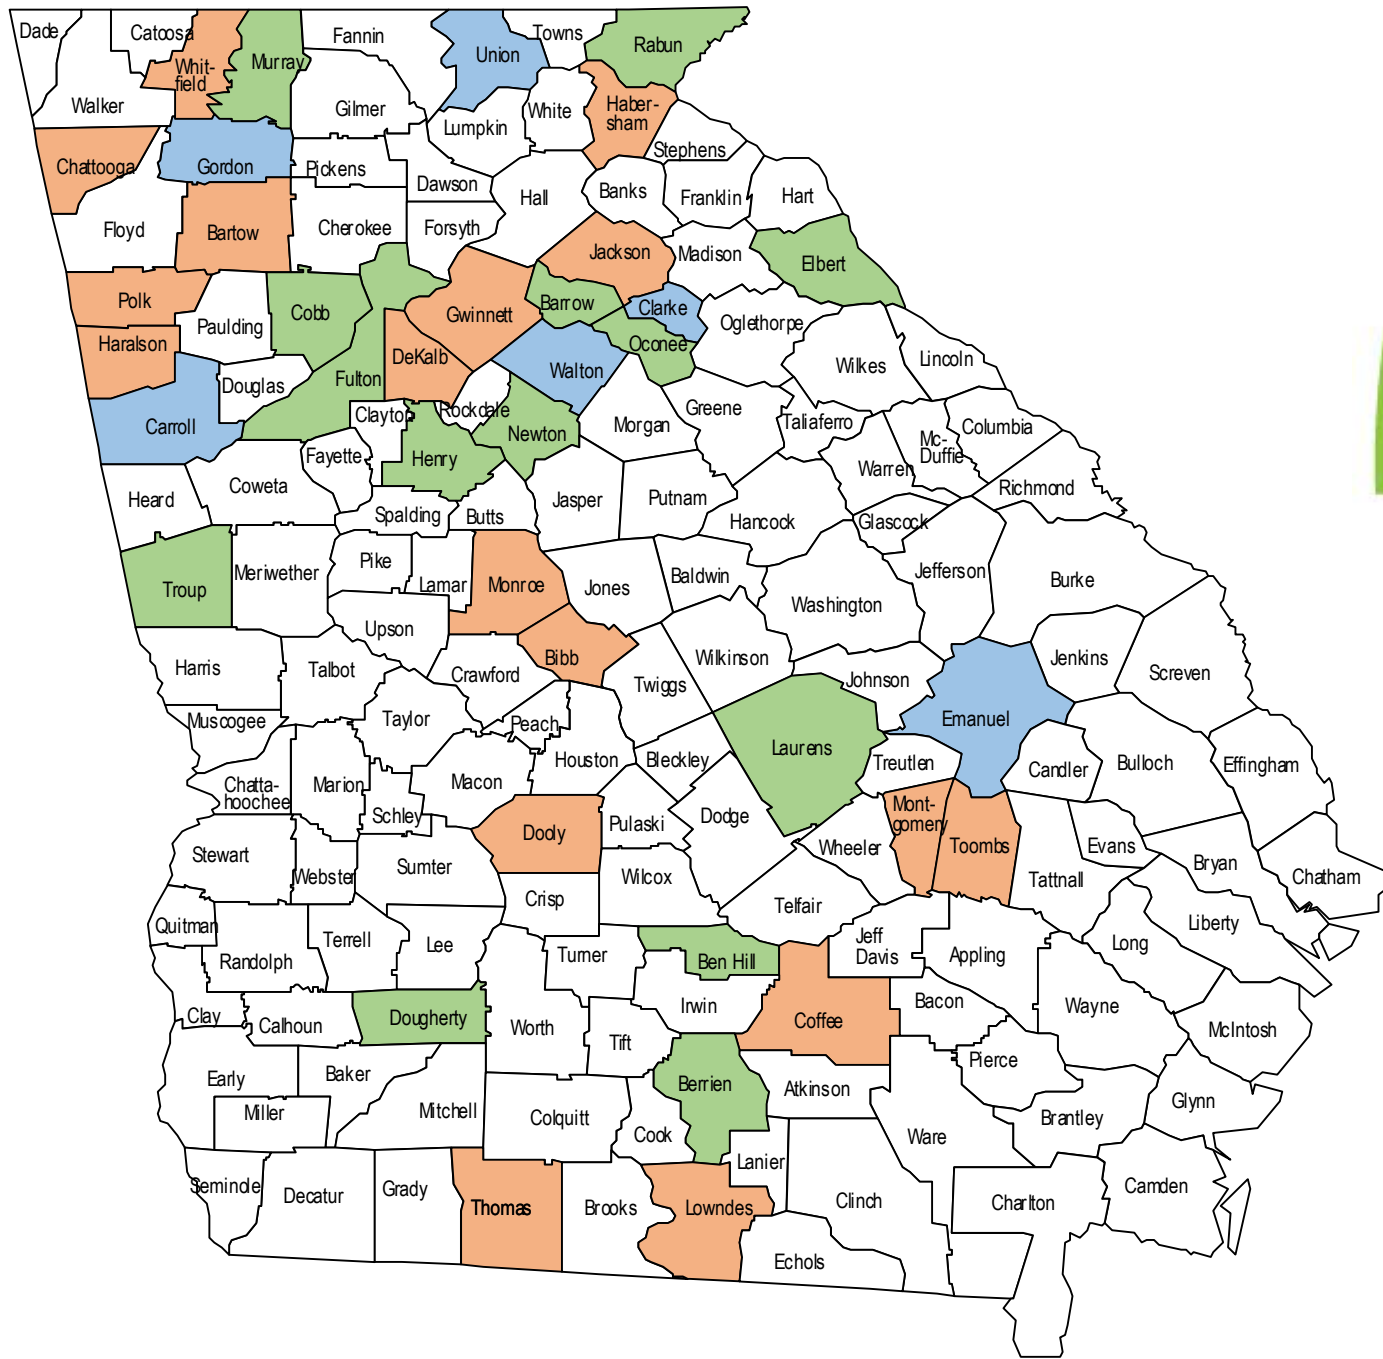 Dade
Catoosa
Fannin
Towns
Rabun
Union
Whit-
field
Murray
Walker
Gilmer
White
Haber-
sham
Lumpkin
Stephens
Chattooga
Gordon
Pickens
Dawson
Hall
Banks
Franklin
Hart
Floyd
Bartow
Cherokee
Forsyth
Jackson
Madison
Elbert
Polk
Cobb
Gwinnett
Barrow
Clarke
Oglethorpe
Paulding
Haralson
DeKalb
Oconee
Walton
Wilkes
Lincoln
Douglas
Fulton
Carroll
Clayton
Rockdale
Newton
Morgan
Greene
Taliaferro
Columbia
Mc-
Duffie
Fayette
Henry
Warren
Heard
Coweta
Jasper
Putnam
Richmond
Spalding
Butts
Hancock
Glascock
Troup
Meriwether
Pike
Lamar
Monroe
Jones
Baldwin
Jefferson
Burke
Washington
Upson
Bibb
Wilkinson
Jenkins
Screven
Harris
Talbot
Crawford
Twiggs
Johnson
Muscogee
Taylor
Peach
Emanuel
Laurens
Houston
Bleckley
Treutlen
Candler
Bulloch
Effingham
Chatta-
hoochee
Marion
Macon
Schley
Dooly
Pulaski
Dodge
Mont-
gomery
Toombs
Wheeler
Evans
Stewart
Webster
Sumter
Wilcox
Tattnall
Bryan
Chatham
Crisp
Telfair
Quitman
Terrell
Lee
Turner
Ben Hill
Jeff
Davis
Appling
Long
Liberty
Randolph
Irwin
Bacon
Wayne
Clay
Calhoun
Dougherty
Worth
Tift
Coffee
McIntosh
Early
Baker
Berrien
Atkinson
Pierce
Miller
Mitchell
Colquitt
Cook
Ware
Brantley
Glynn
Seminole
Decatur
Grady
Thomas
Brooks
Lowndes
Lanier
Clinch
Charlton
Camden
Echols